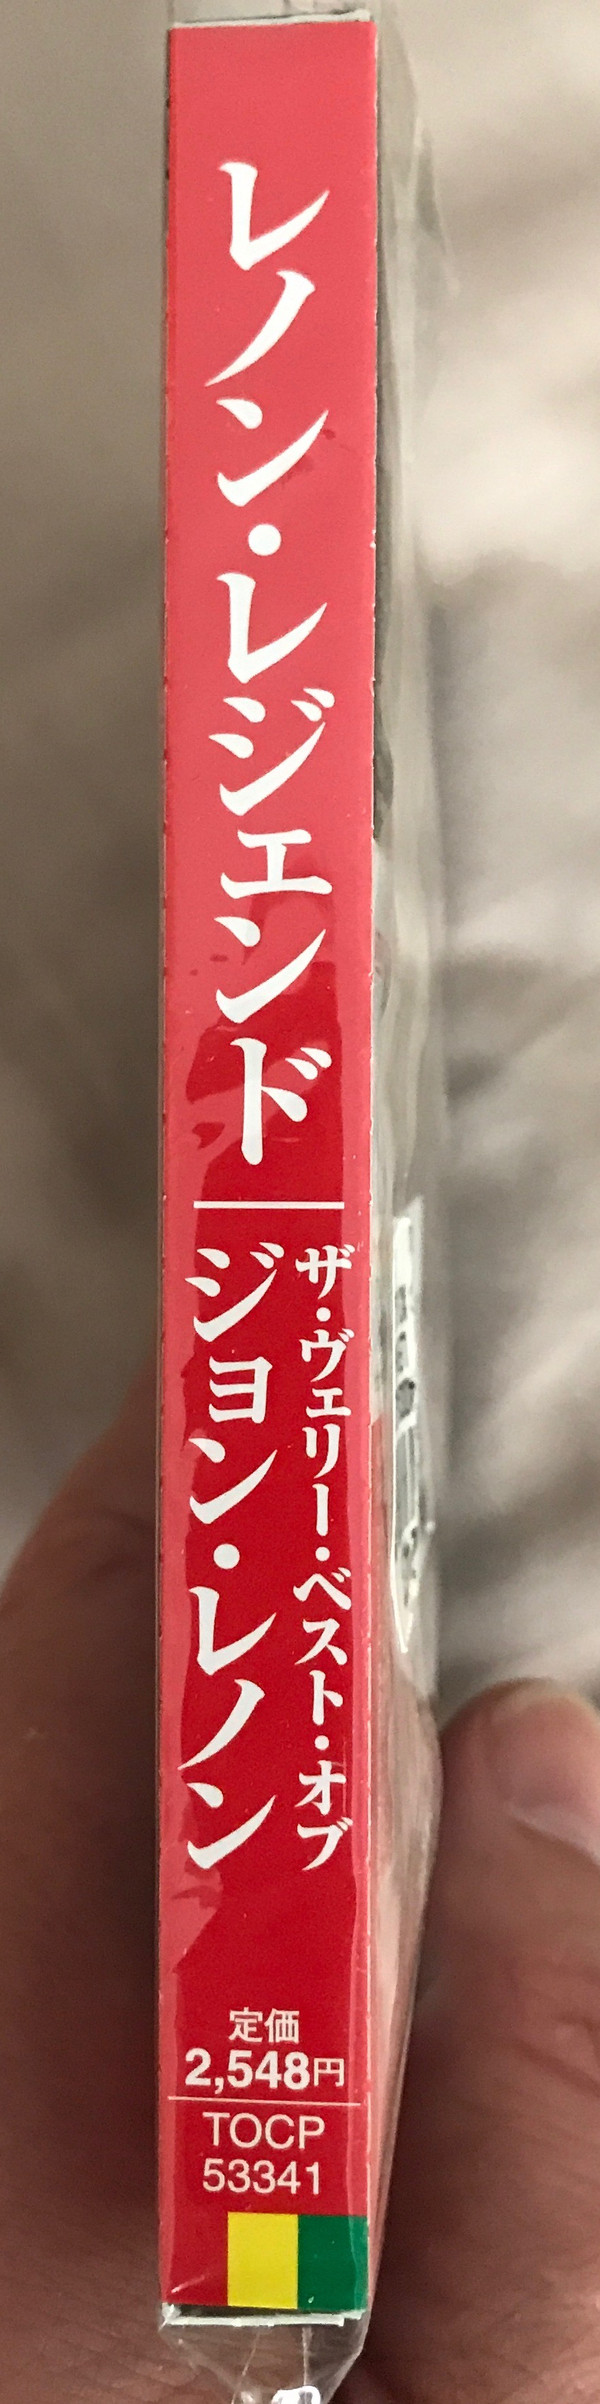 レノン・レジェンド
ザ・ヴェリー・ベスト・オブ
ジョン・レノン
定価
2,548円
TOCP
53341